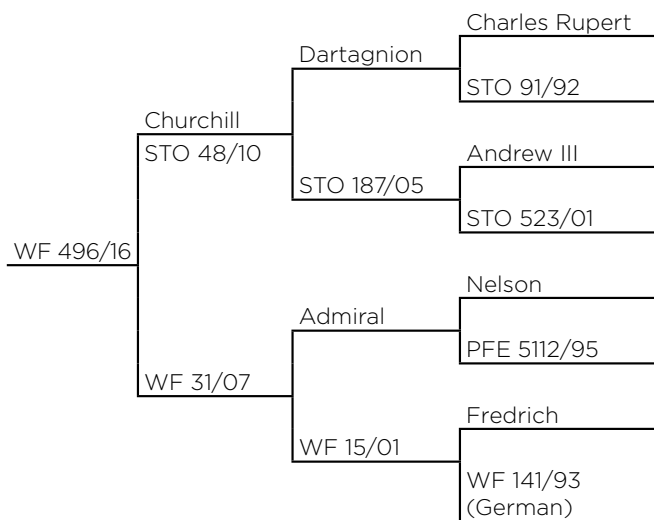 Charles Rupert
Dartagnion
STO 91/92
Churchill
STO 48/10
Andrew III
STO 187/05
STO 523/01
WF 496/16
Nelson
Admiral
PFE 5112/95
WF 31/07
Fredrich
WF 15/01
WF 141/93
(German)